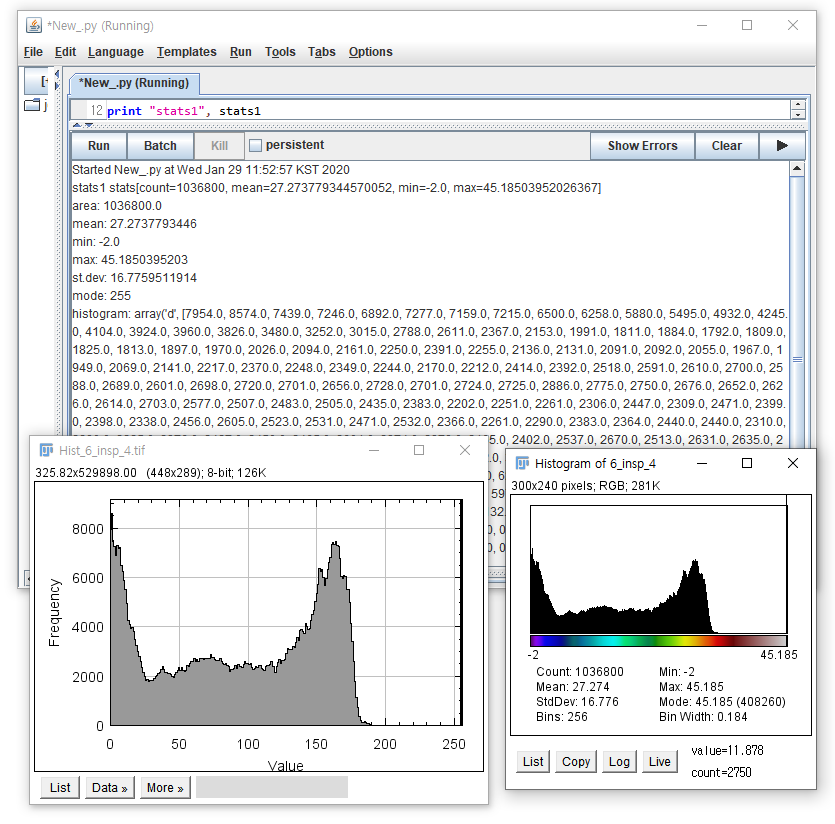 *New_.py (Running)
File Edit Language Templates Run Tools Tabs Options
*New_.py (Running)
12 print "stats1", stats1
Run Batch Kill persistent Show Errors Clear
Started New_.py at Wed Jan 29 11:52:57 KST 2020
stats1 stats[count=1036800, mean=27.273779344570052, min=-2.0, max=45.18503952026367]
area: 1036800.0
mean: 27.2737793446
min: -2.0
max: 45.1850395203
st.dev: 16.7759511914
mode: 255
histogram: array('d', [7954.0, 8574.0, 7439.0, 7246.0, 6892.0, 7277.0, 7159.0, 7215.0, 6500.0, 6258.0, 5880.0, 5495.0, 4932.0, 4245.
0, 4104.0, 3924.0, 3960.0, 3826.0, 3480.0, 3252.0, 3015.0, 2788.0, 2611.0, 2367.0, 2153.0, 1991.0, 1811.0, 1884.0, 1792.0, 1809.0,
1825.0, 1813.0, 1897.0, 1970.0, 2026.0, 2094.0, 2161.0, 2250.0, 2391.0, 2255.0, 2136.0, 2131.0, 2091.0, 2092.0, 2055.0, 1967.0, 1
949.0, 2069.0, 2141.0, 2217.0, 2370.0, 2248.0, 2349.0, 2244.0, 2170.0, 2212.0, 2414.0, 2392.0, 2518.0, 2591.0, 2610.0, 2700.0, 25
88.0, 2689.0, 2601.0, 2698.0, 2720.0, 2701.0, 2656.0, 2728.0, 2701.0, 2724.0, 2725.0, 2886.0, 2775.0, 2750.0, 2676.0, 2652.0, 262
6.0, 2614.0, 2703.0, 2577.0, 2507.0, 2483.0, 2505.0, 2435.0, 2383.0, 2202.0, 2251.0, 2261.0, 2306.0, 2447.0, 2309.0, 2471.0, 2399.
0, 2398.0, 2338.0, 2456.0, 2605.0, 2523.0, 2531.0, 2471.0, 2532.0, 2366.0, 2261.0, 2290.0, 2383.0, 2364.0, 2440.0, 2440.0, 2310.0,
2402.0, 2537.0, 2670.0, 2513.0, 2631.0, 2635.0, 2
Hist_6_insp_4.tif
325.82x529898.00 (448x289); 8-bit; 126K
8000
6000
4000
2000
0
Frequency
0 50 100 150 200 250
Value
List Data » More »
Histogram of 6_insp_4
300x240 pixels; RGB; 281K
-2 45.185
Count: 1036800 Min: -2
Mean: 27.274 Max: 45.185
StdDev: 16.776 Mode: 45.185 (408260)
Bins: 256 Bin Width: 0.184
List Copy Log Live
value=11.878
count=2750